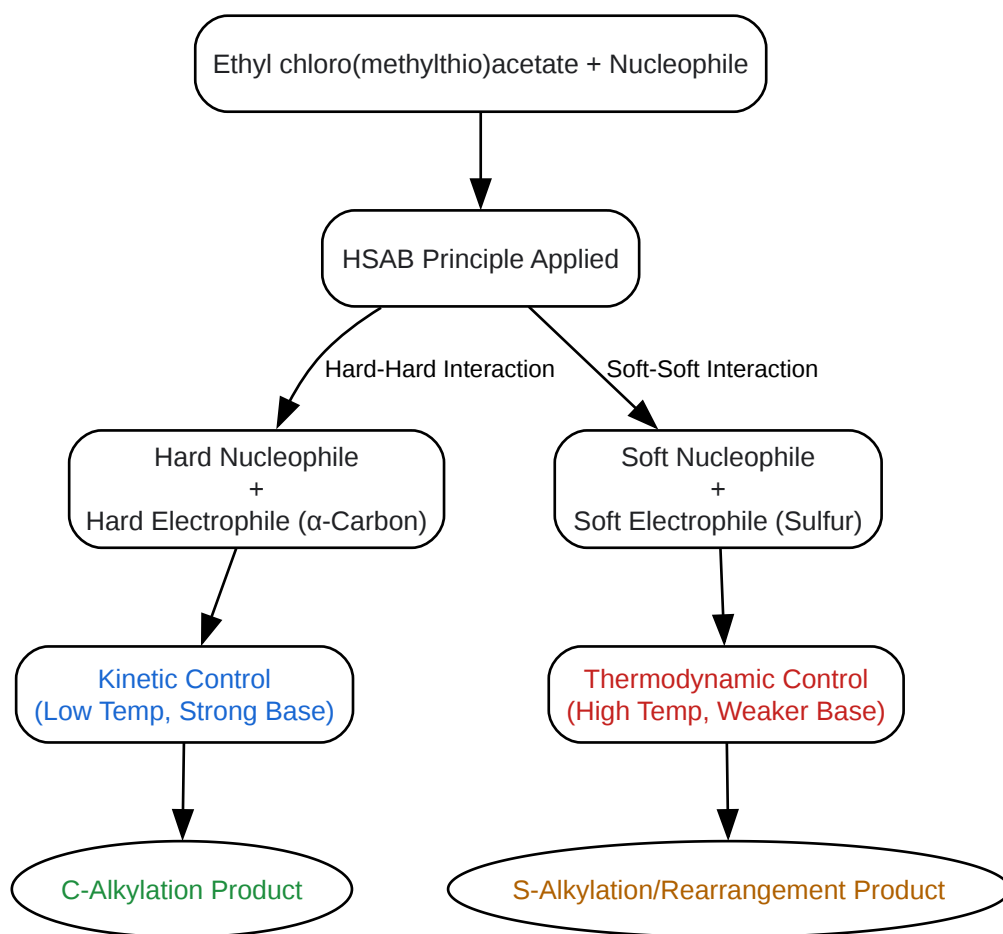 Ethyl chloro(methylthio)acetate + Nucleophile
HSAB Principle Applied
Hard-Hard Interaction
Soft-Soft Interaction
Hard Nucleophile
+
Hard Electrophile (α-Carbon)
Soft Nucleophile
+
Soft Electrophile (Sulfur)
Kinetic Control
(Low Temp, Strong Base)
Thermodynamic Control
(High Temp, Weaker Base)
C-Alkylation Product
S-Alkylation/Rearrangement Product